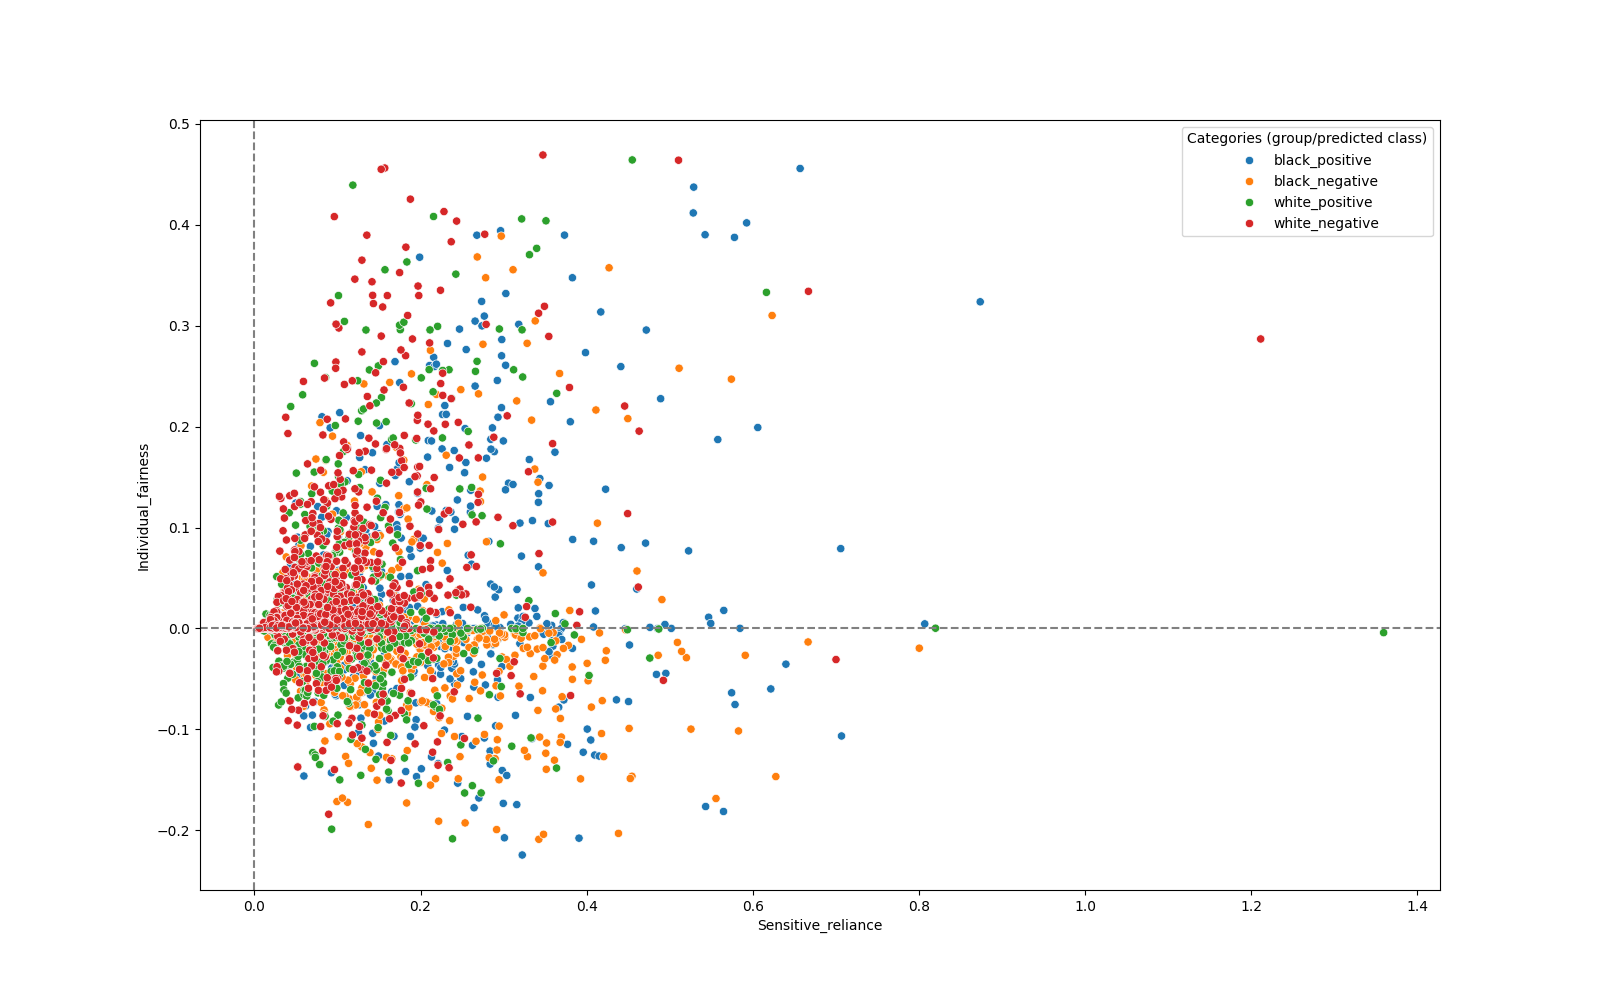 Categories (group/predicted class)
black_positive
black_negative
white_positive
white_negative
0.5
0.4
0.3
0.2
0.1
0.0
−0.1
−0.2
Individual_fairness
0.0 0.2 0.4 0.6 0.8 1.0 1.2 1.4
Sensitive_reliance